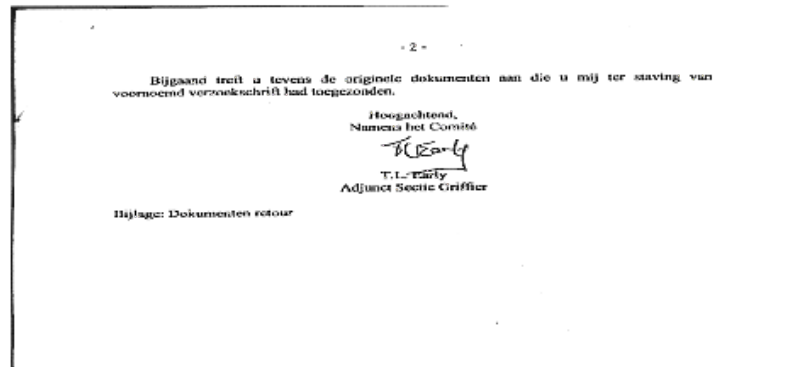 - 2 -
Bijgaand treft u tevens de originele dokumenten aan die u mij ter staving van
voornoemd verzoekschrift had toegezonden.
Hoogachtend,
Namens het Comité
TLEarly
T.L. Early
Adjunct Sectie Griffier
Bijlage: Dokumenten retour